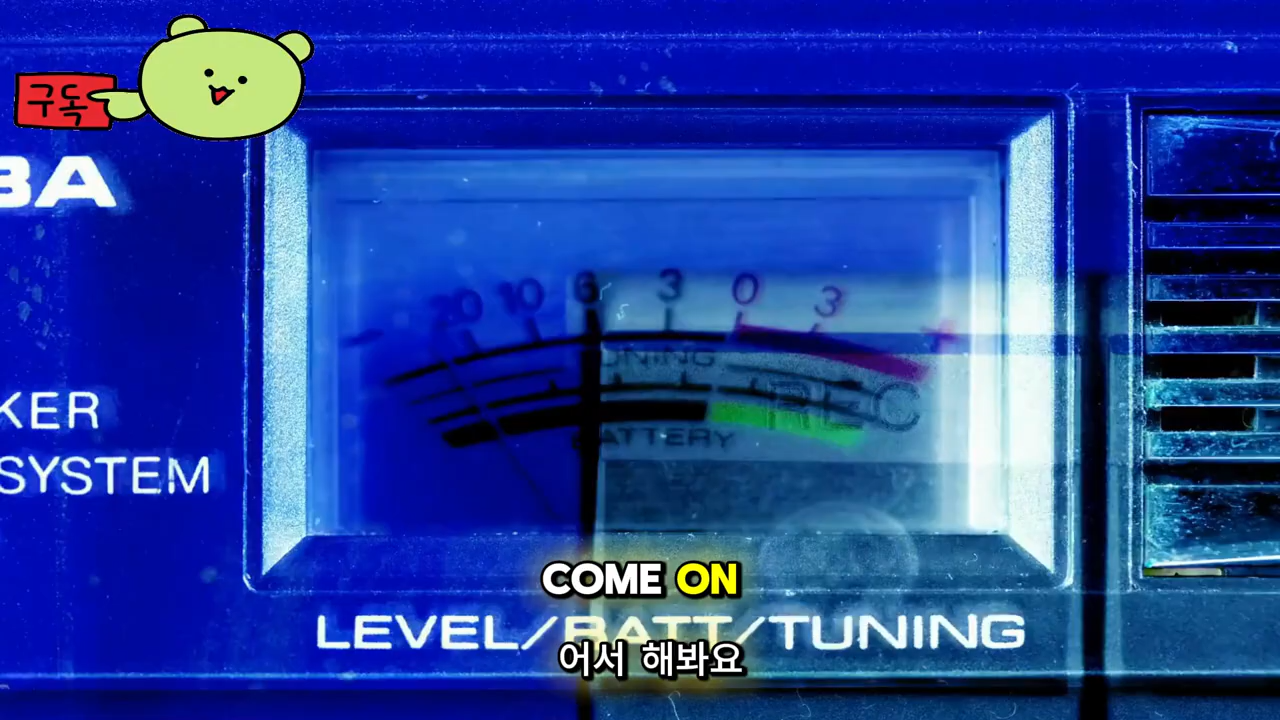 구독
BA
KER
SYSTEM
20 10 6 3 0 3 +
TUNING
REC
BATTERY
COME ON
LEVEL/BATT/TUNING
어서 해봐요